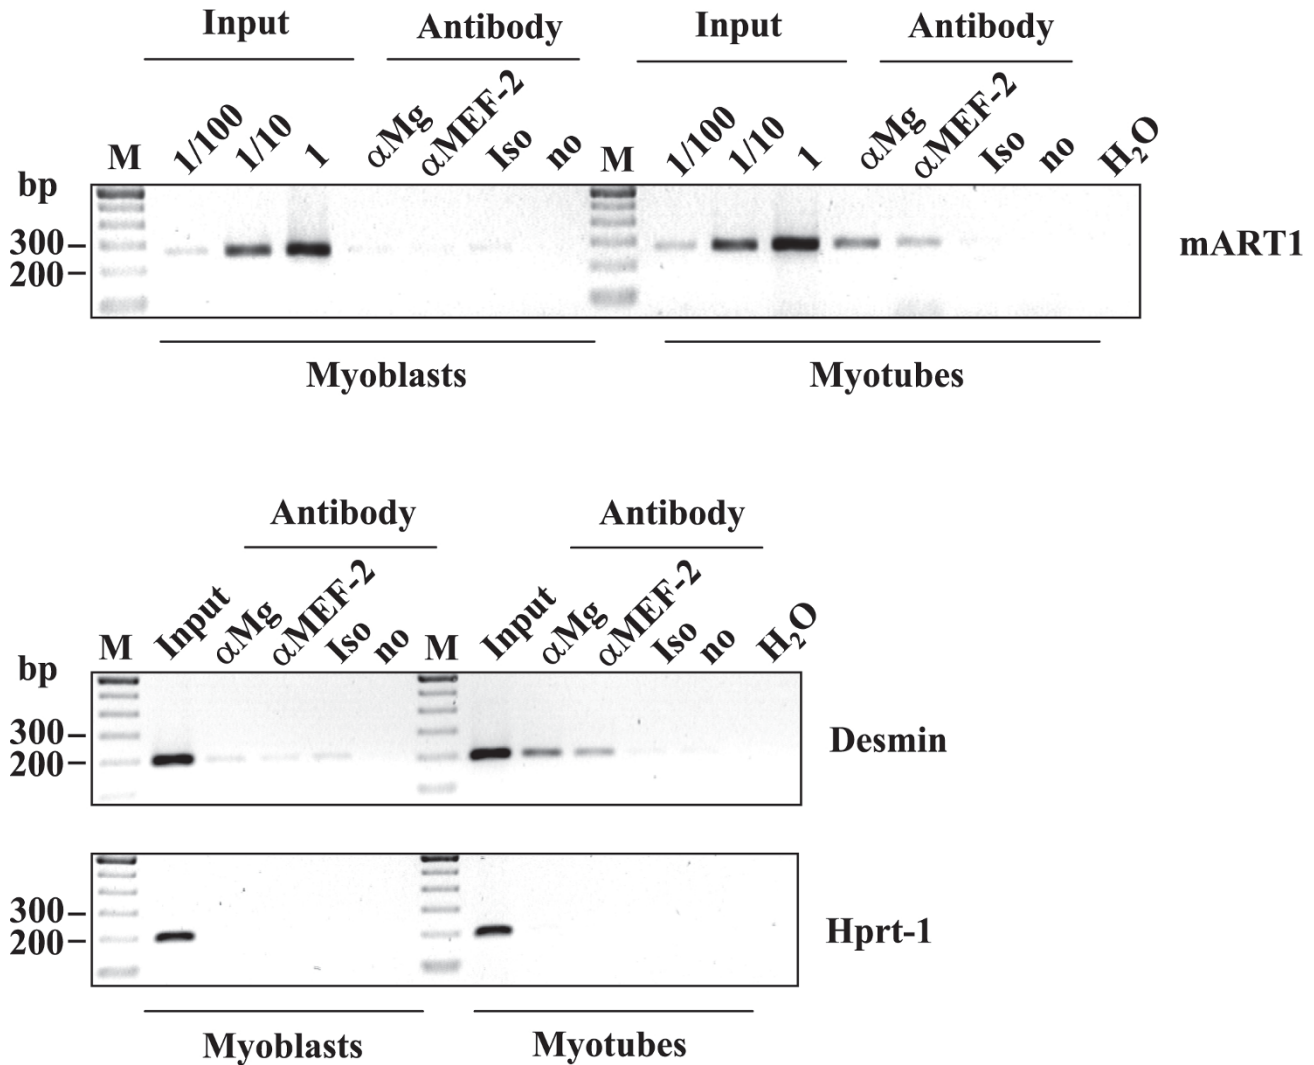 Input Antibody Input Antibody
M 1/100 1/10 1 αMg αMEF-2 Iso no M 1/100 1/10 1 αMg αMEF-2 Iso no H₂O
bp
300
200
mART1
Myoblasts Myotubes
Antibody Antibody
M Input αMg αMEF-2 Iso no M Input αMg αMEF-2 Iso no H₂O
bp
300
200
Desmin
300
200
Hprt-1
Myoblasts Myotubes